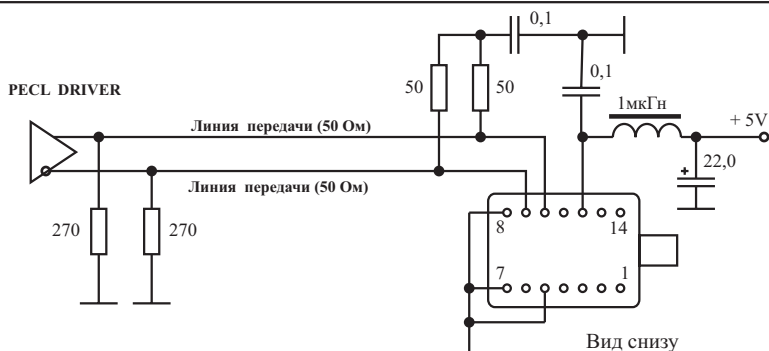 0,1
50
50
0,1
PECL DRIVER
1мкГн
+ 5V
Линия передачи (50 Ом)
22,0
+
Линия передачи (50 Ом)
270
270
8
14
7
1
Вид снизу